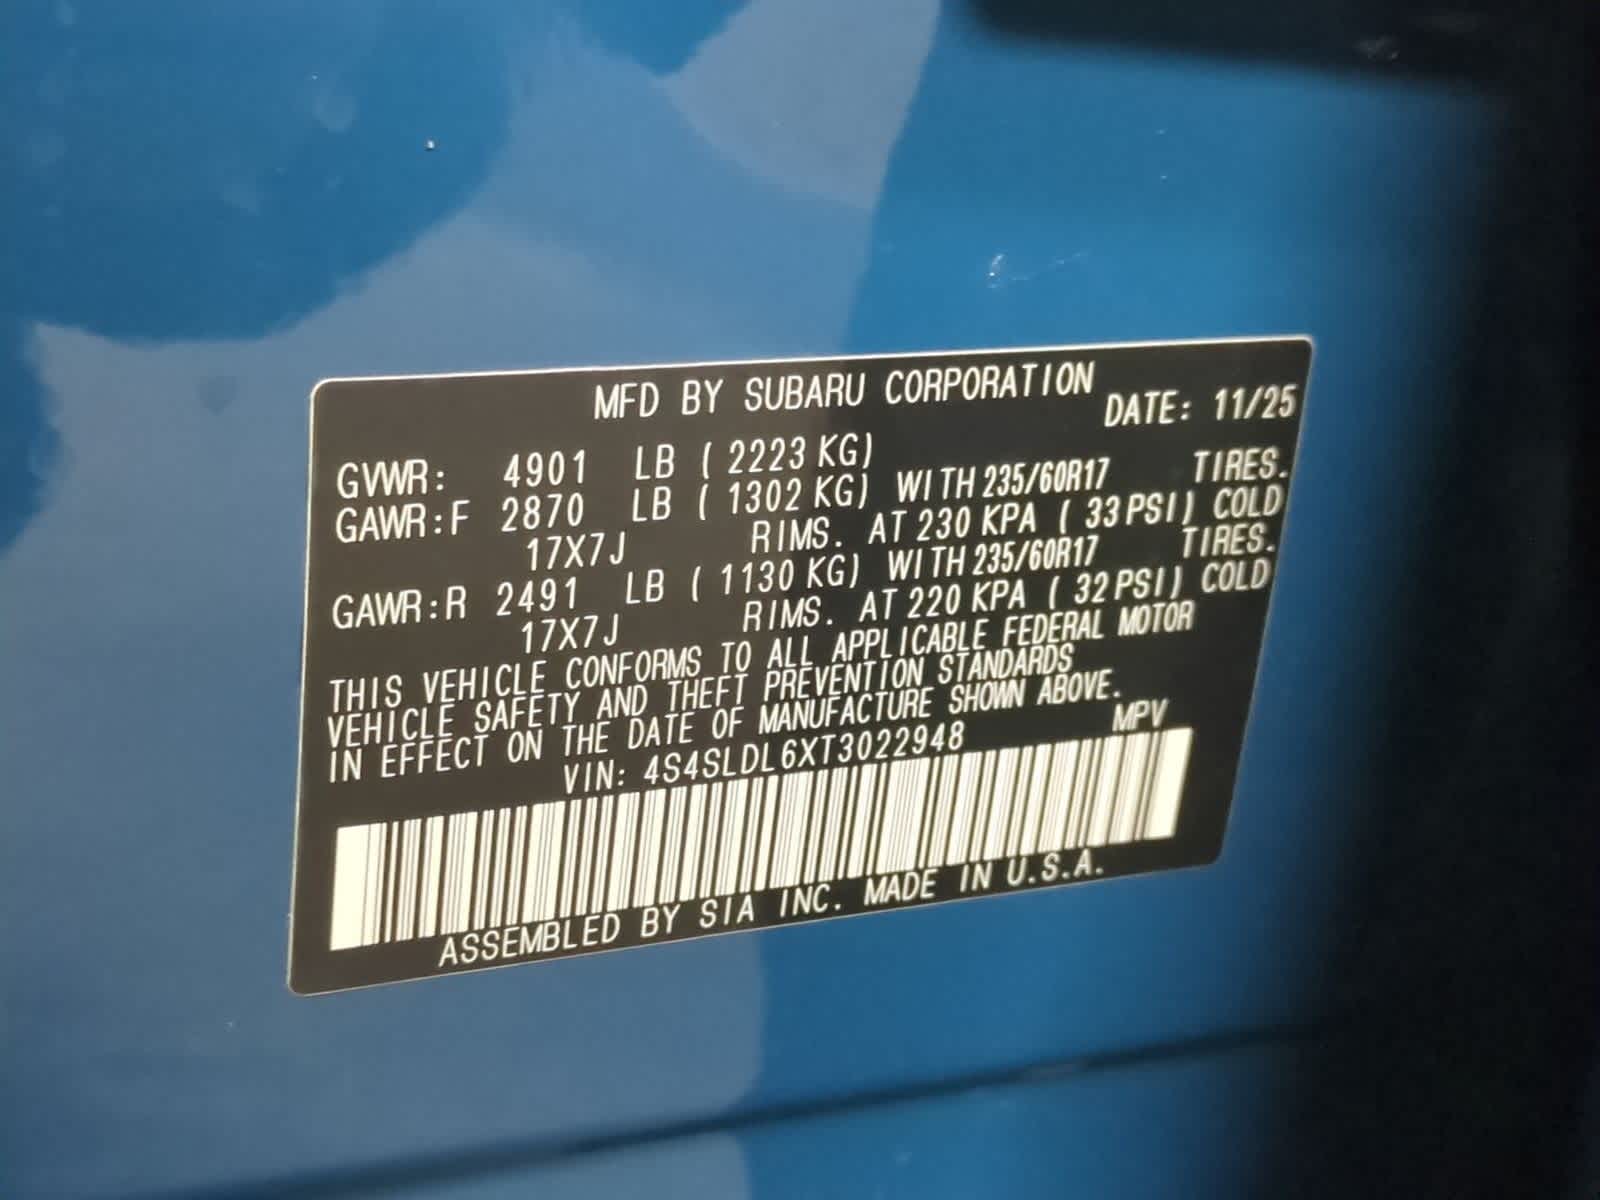 MFD BY SUBARU CORPORATION
DATE: 11/25
GVWR: 4901 LB ( 2223 KG)
GAWR:F 2870 LB ( 1302 KG) WITH 235/60R17 TIRES.
17X7J RIMS. AT 230 KPA ( 33 PSI) COLD
GAWR:R 2491 LB ( 1130 KG) WITH 235/60R17 TIRES.
17X7J RIMS. AT 220 KPA ( 32 PSI) COLD
THIS VEHICLE CONFORMS TO ALL APPLICABLE FEDERAL MOTOR
VEHICLE SAFETY AND THEFT PREVENTION STANDARDS
IN EFFECT ON THE DATE OF MANUFACTURE SHOWN ABOVE.
VIN: 4S4SLDL6XT3022948 MPV
ASSEMBLED BY SIA INC. MADE IN U.S.A.